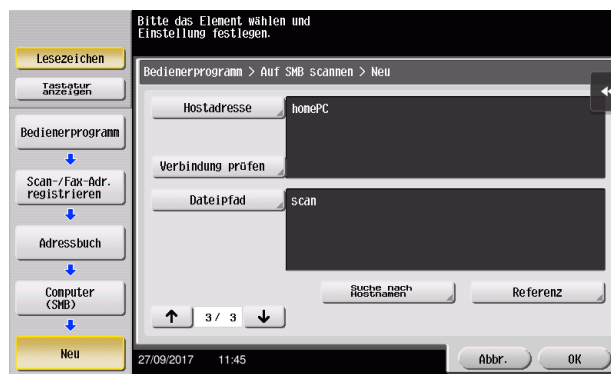 Bitte das Element wählen und
Einstellung festlegen.
Lesezeichen
Tastatur
anzeigen
Bedienerprogramm
Scan-/Fax-Adr.
registrieren
Adressbuch
Computer
(SMB)
Neu
Bedienerprogramm > Auf SMB scannen > Neu
Hostadresse
homePC
Verbindung prüfen
Dateipfad
scan
Suche nach
Hostnamen
Referenz
3/ 3
27/09/2017 11:45
Abbr.
OK